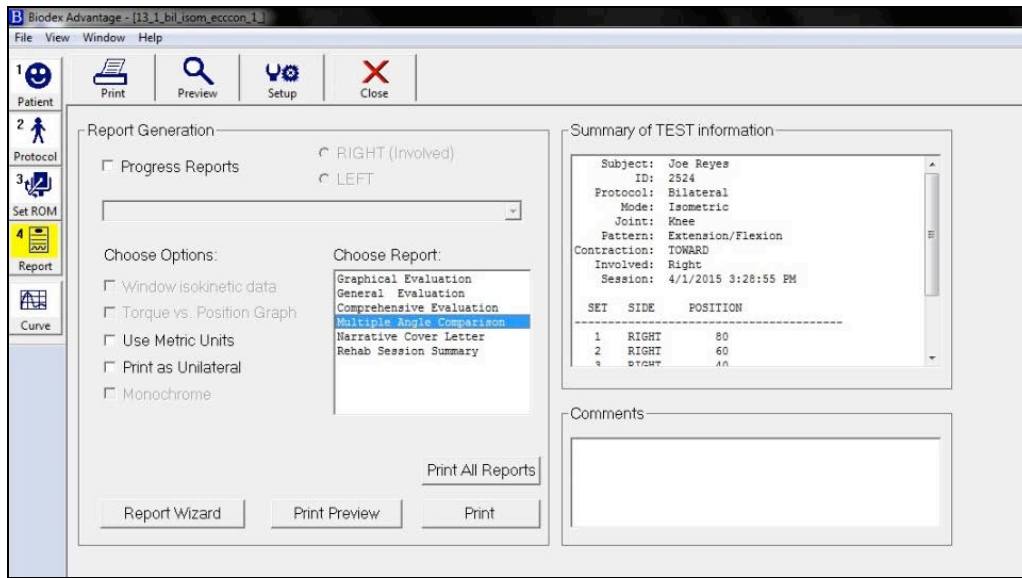 B Biodex Advantage - [13_1_bil_isom_ecccon_1_]
File View Window Help
Print Preview Setup Close
1
Patient
2
Protocol
3
Set ROM
4
Report
Curve
Report Generation
Progress Reports
RIGHT (Involved)
LEFT
Choose Options:
Window isokinetic data
Torque vs. Position Graph
Use Metric Units
Print as Unilateral
Monochrome
Choose Report:
Graphical Evaluation
General Evaluation
Comprehensive Evaluation
Multiple Angle Comparison
Narrative Cover Letter
Rehab Session Summary
Print All Reports
Report Wizard Print Preview Print
Summary of TEST information
Subject: Joe Reyes
ID: 2524
Protocol: Bilateral
Mode: Isometric
Joint: Knee
Pattern: Extension/Flexion
Contraction: TOWARD
Involved: Right
Session: 4/1/2015 3:28:55 PM
SET SIDE POSITION
--------------------------------------------
1 RIGHT 80
2 RIGHT 60
3 RIGHT 40
Comments